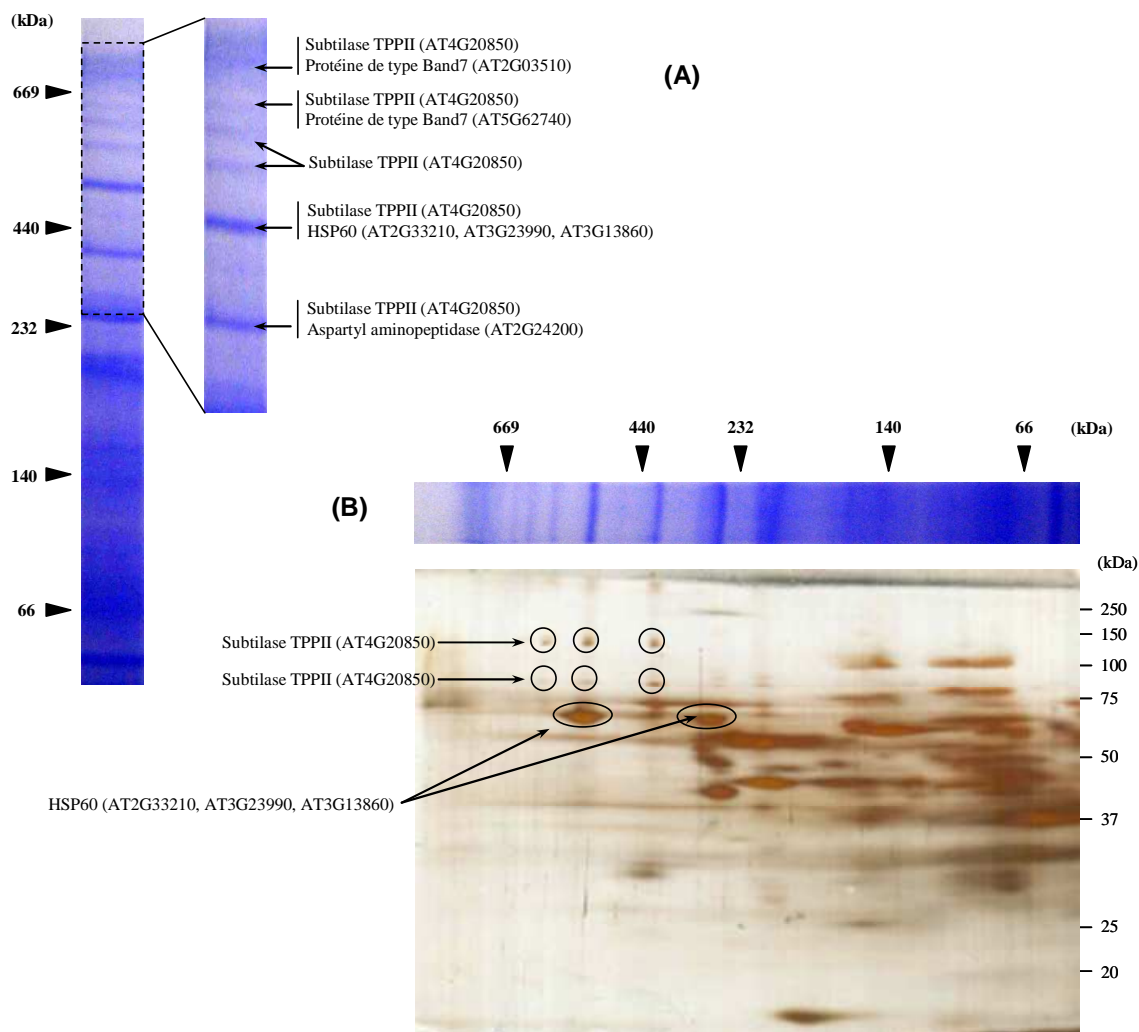 (kDa)
669
440
232
140
66
Subtilase TPPII (AT4G20850)
Protéine de type Band7 (AT2G03510)
Subtilase TPPII (AT4G20850)
Protéine de type Band7 (AT5G62740)
Subtilase TPPII (AT4G20850)
Subtilase TPPII (AT4G20850)
HSP60 (AT2G33210, AT3G23990, AT3G13860)
Subtilase TPPII (AT4G20850)
Aspartyl aminopeptidase (AT2G24200)
(A)
669 440 232 140 66 (kDa)
(B)
(kDa)
250
150
100
75
50
37
25
20
Subtilase TPPII (AT4G20850)
Subtilase TPPII (AT4G20850)
HSP60 (AT2G33210, AT3G23990, AT3G13860)